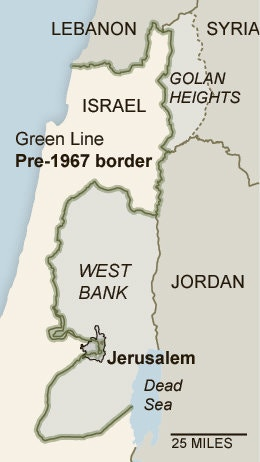 LEBANON
SYRIA
GOLAN
HEIGHTS
ISRAEL
Green Line
Pre-1967 border
WEST
BANK
JORDAN
Jerusalem
Dead
Sea
25 MILES